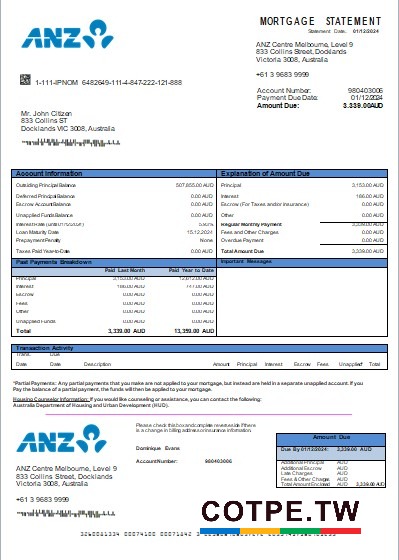 ANZ
MORTGAGE STATEMENT
Statement Date: 01/12/2024
ANZ Centre Melbourne, Level 9
833 Collins Street, Docklands
Victoria 3008, Australia
+61 3 9683 9999
1-111-IPNOM 6482649-111-4-847-222-121-888
Account Number: 980403006
Payment Due Date: 01/12/2024
Amount Due: 3,339.00AUD
Mr. John Citizen
833 Collins ST
Docklands VIC 3008, Australia
Account Information
Outsiding Principal Balance 507,855.00 AUD
Deferred Principal Balance 0.00 AUD
Escrow Account Balance 0.00 AUD
Unapplied Funds Balance 0.00 AUD
Interest Rate (until 01/12/2024)
Loan Maturity Date 15.12.2024
Prepayment Penalty None
Taxes Paid Year-to-Date 0.00 AUD
Explanation of Amount Due
Principal 3,153.00 AUD
Interest 186.00 AUD
Escrow (For Taxes and/or Insurance) 0.00 AUD
Other 0.00 AUD
Regular Monthly Payment 3,339.00 AUD
Fees and Other Charges 0.00 AUD
Overdue Payment 0.00 AUD
Total Amount Due 3,339.00 AUD
Past Payments Breakdown
Paid Last Month Paid Year to Date
Principal 3,153.00 AUD 12,612.00 AUD
Interest 186.00 AUD 747.00 AUD
Escrow 0.00 AUD 0.00 AUD
Fees 0.00 AUD 0.00 AUD
Other 0.00 AUD 0.00 AUD
Unapplied Funds 0.00 AUD 0.00 AUD
Total 3,339.00 AUD 13,359.00 AUD
Important Messages
Transaction Activity
Trans. Due
Date Date Description Amount Principal Interest Escrow Fees Unapplied* Total
*Partial Payments: Any partial payments that you make are not applied to your mortgage, but instead are held in a separate unapplied account. If you
Pay the balance of a partial payment, the funds will then be applied to your mortgage.
Housing Counselor Information: If you would like counseling or assistance, you can contact the following:
Australia Department of Housing and Urban Development (HUD).
ANZ
Please check this box and complete reverse side if there
is a change in billing address or insurance information.
Dominique Evans
Account Number: 980403006
ANZ Centre Melbourne, Level 9
833 Collins Street, Docklands
Victoria 3008, Australia
+61 3 9683 9999
Amount Due
Due By 01/12/2024: 3,339.00 AUD
Additional Principal AUD
Additional Escrow AUD
Late Charges AUD
Fees & Other Charges AUD
Total Amount Enclosed 3,339.00 AUD
COTPE.TW